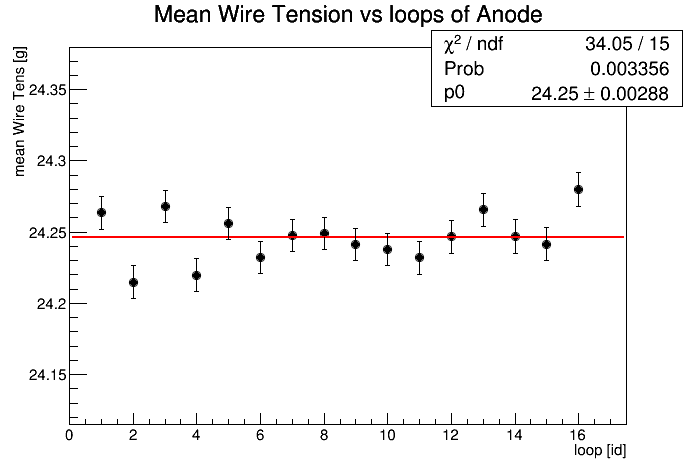 Mean Wire Tension vs loops of Anode
χ² / ndf 34.05 / 15
Prob 0.003356
p0 24.25 ± 0.00288
mean Wire Tens [g]
24.35
24.3
24.25
24.2
24.15
0 2 4 6 8 10 12 14 16
loop [id]